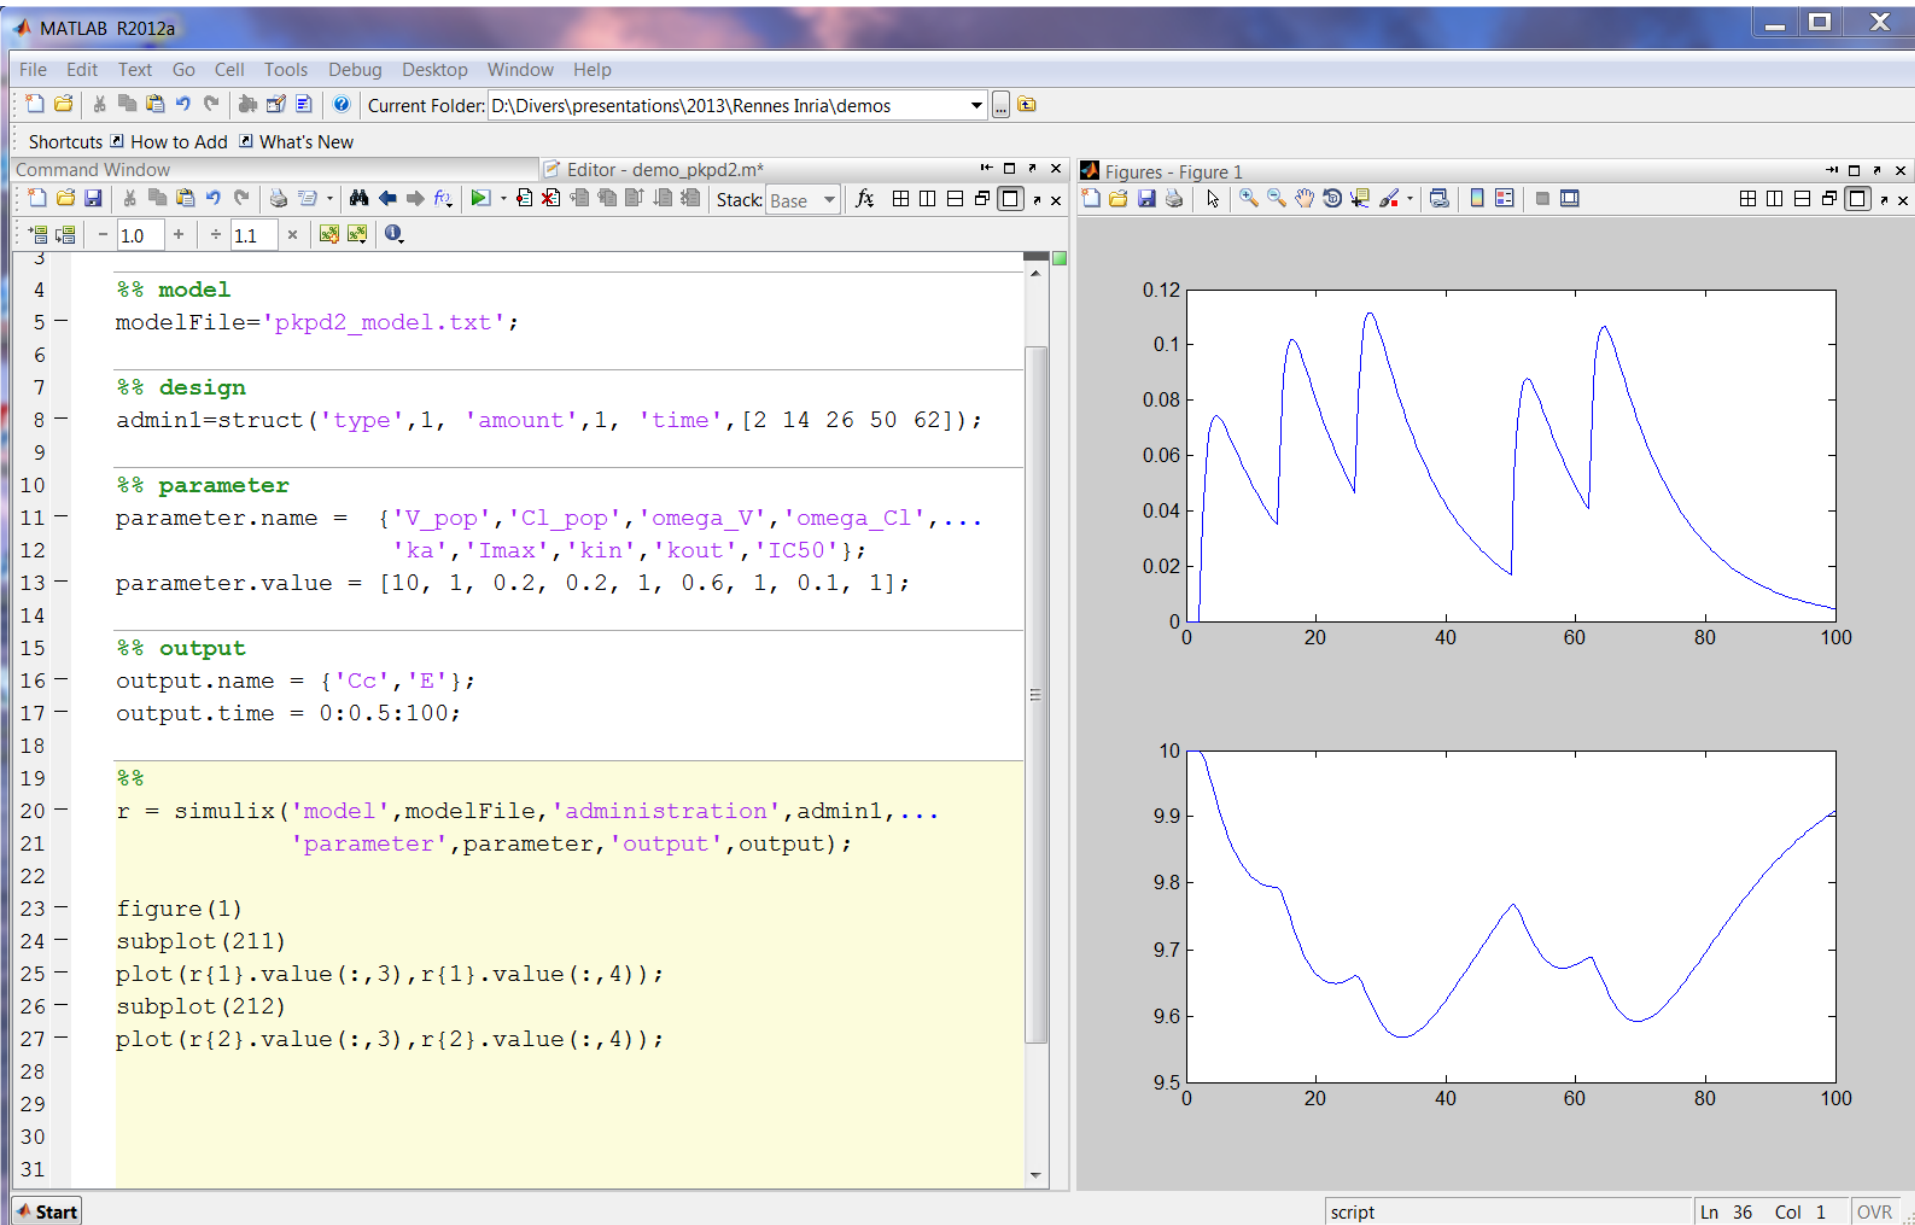 MATLAB R2012a
File Edit Text Go Cell Tools Debug Desktop Window Help
Current Folder: D:\Divers\presentations\2013\Rennes Inria\demos
...
Shortcuts How to Add What's New
Command Window
Editor - demo_pkpd2.m*
Stack: Base
fx
- 1.0 + ÷ 1.1 ×
3
4 %% model
5 - modelFile='pkpd2_model.txt';
6
7 %% design
8 - admin1=struct('type',1, 'amount',1, 'time',[2 14 26 50 62]);
9
10 %% parameter
11 - parameter.name = {'V_pop','Cl_pop','omega_V','omega_Cl',...
12 'ka','Imax','kin','kout','IC50'};
13 - parameter.value = [10, 1, 0.2, 0.2, 1, 0.6, 1, 0.1, 1];
14
15 %% output
16 - output.name = {'Cc','E'};
17 - output.time = 0:0.5:100;
18
19 %%
20 - r = simulix('model',modelFile,'administration',admin1,...
21 'parameter',parameter,'output',output);
22
23 - figure(1)
24 - subplot(211)
25 - plot(r{1}.value(:,3),r{1}.value(:,4));
26 - subplot(212)
27 - plot(r{2}.value(:,3),r{2}.value(:,4));
28
29
30
31
Figures - Figure 1
0.12
0.1
0.08
0.06
0.04
0.02
0
0 20 40 60 80 100
10
9.9
9.8
9.7
9.6
9.5
0 20 40 60 80 100
Start
script
Ln 36 Col 1 OVR